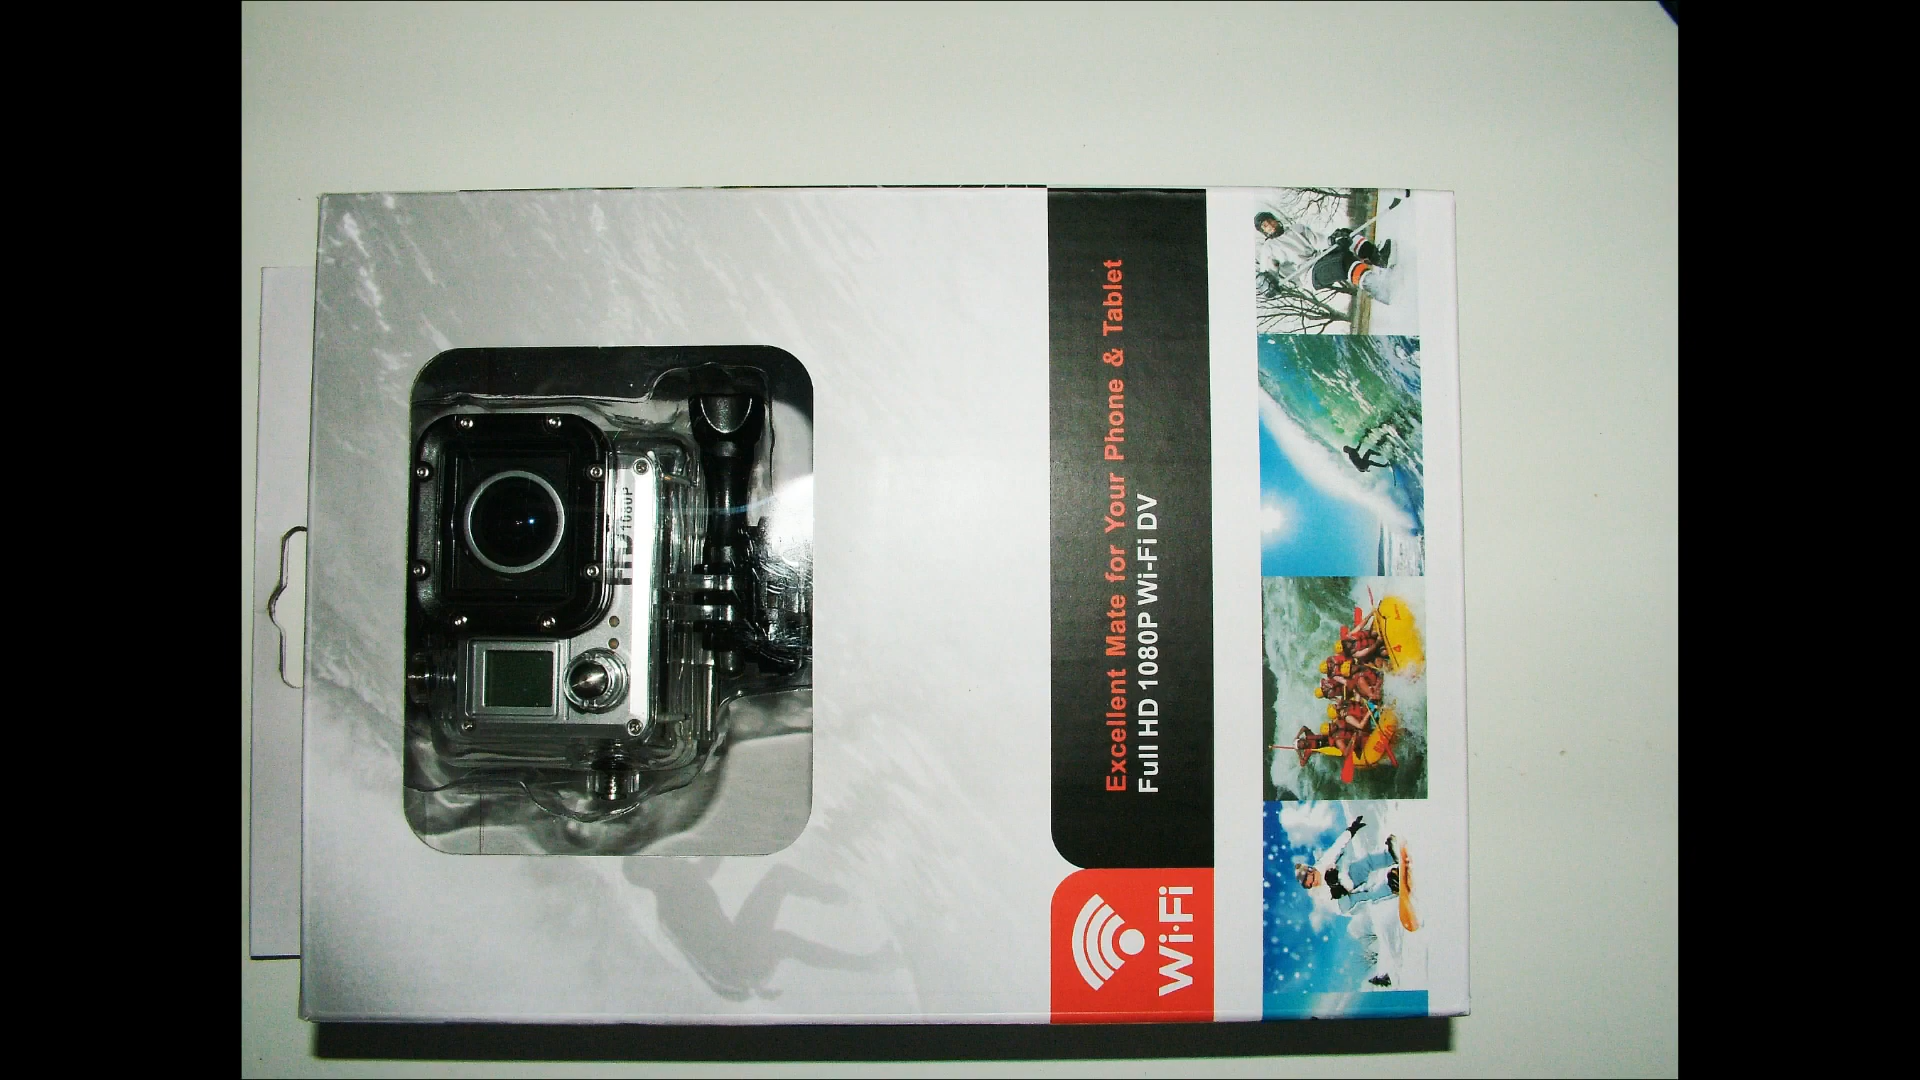 HD 1080P
Excellent Mate for Your Phone & Tablet
Full HD 1080P Wi-Fi DV
Wi-Fi